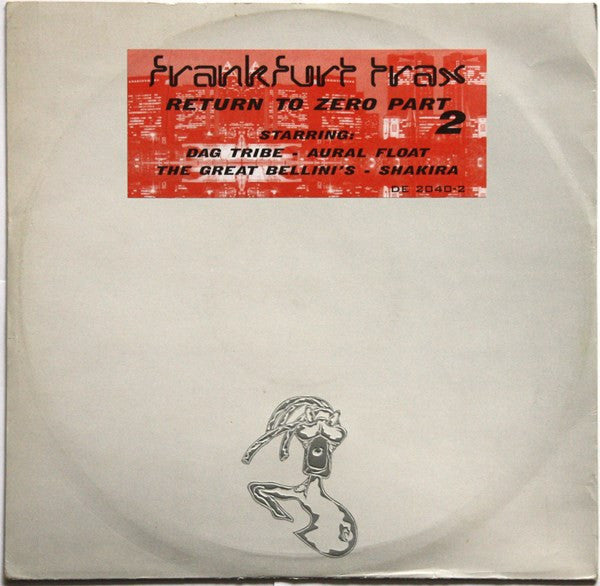 frankfurt trax
RETURN TO ZERO PART 2
STARRING:
DAG TRIBE - AURAL FLOAT
THE GREAT BELLINI'S - SHAKIRA
DE 2040-2